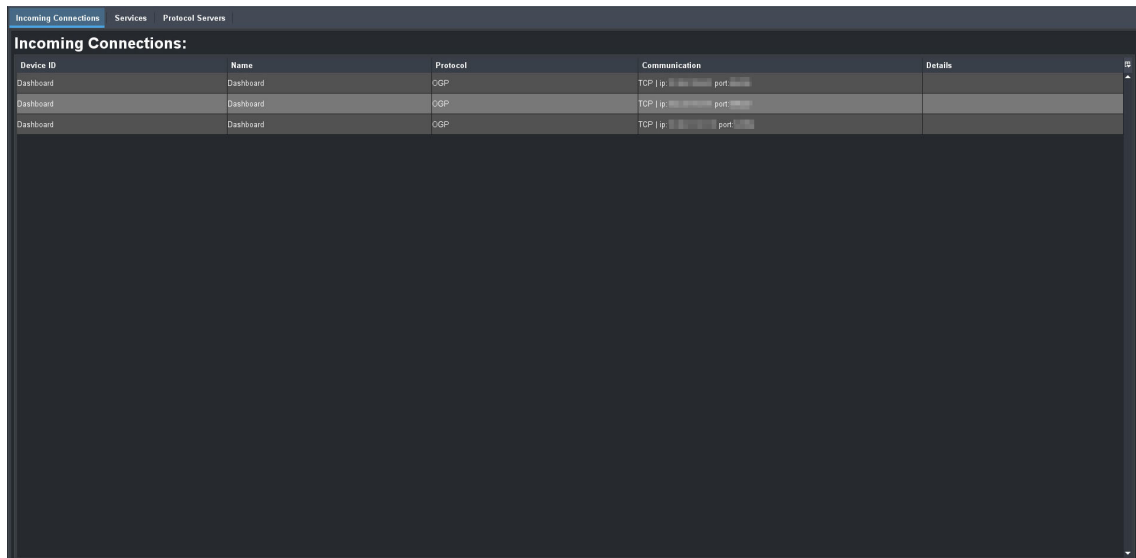 Incoming Connections Services Protocol Servers
Incoming Connections:
Device ID Name Protocol Communication Details
Dashboard Dashboard OGP TCP | ip: port:
Dashboard Dashboard OGP TCP | ip: port:
Dashboard Dashboard OGP TCP | ip: port: